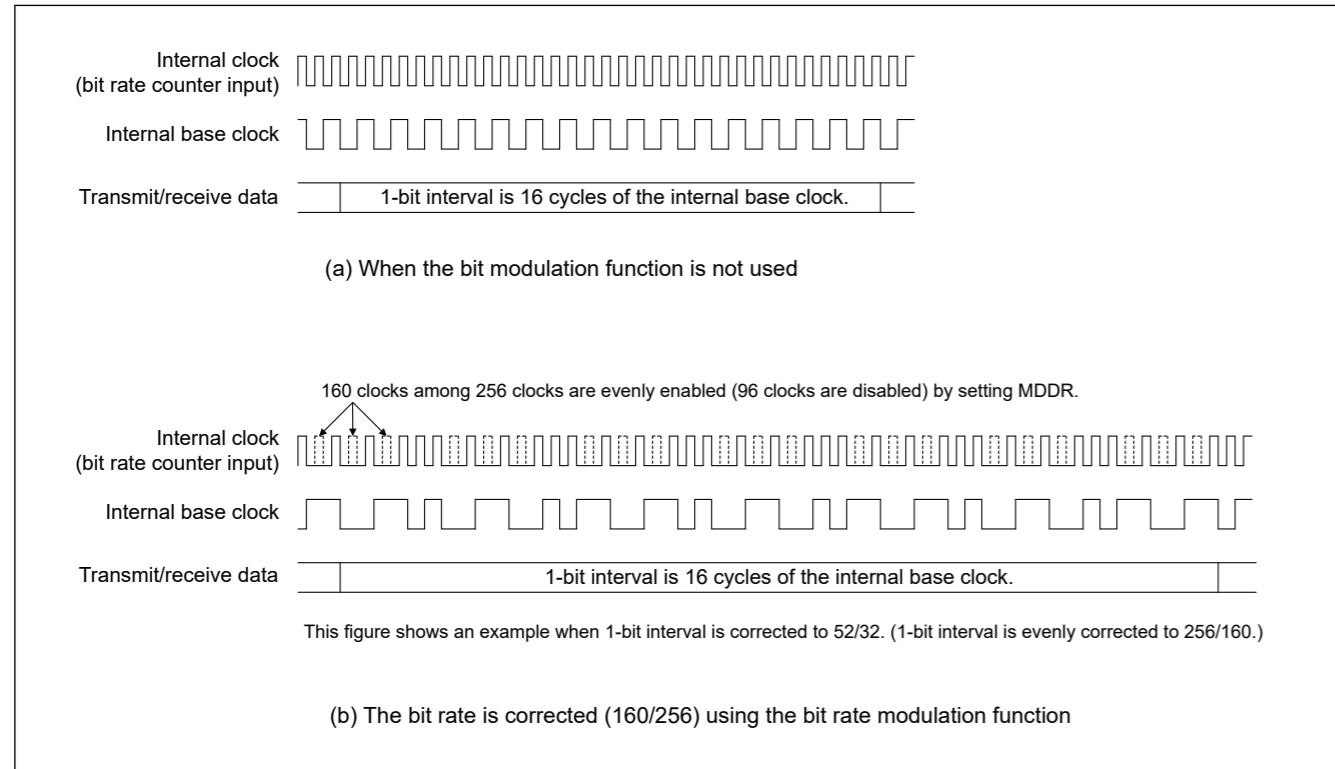 Internal clock
(bit rate counter input)
Internal base clock
Transmit/receive data
1-bit interval is 16 cycles of the internal base clock.
(a) When the bit modulation function is not used
160 clocks among 256 clocks are evenly enabled (96 clocks are disabled) by setting MDDR.
Internal clock
(bit rate counter input)
Internal base clock
Transmit/receive data
1-bit interval is 16 cycles of the internal base clock.
This figure shows an example when 1-bit interval is corrected to 52/32. (1-bit interval is evenly corrected to 256/160.)
(b) The bit rate is corrected (160/256) using the bit rate modulation function